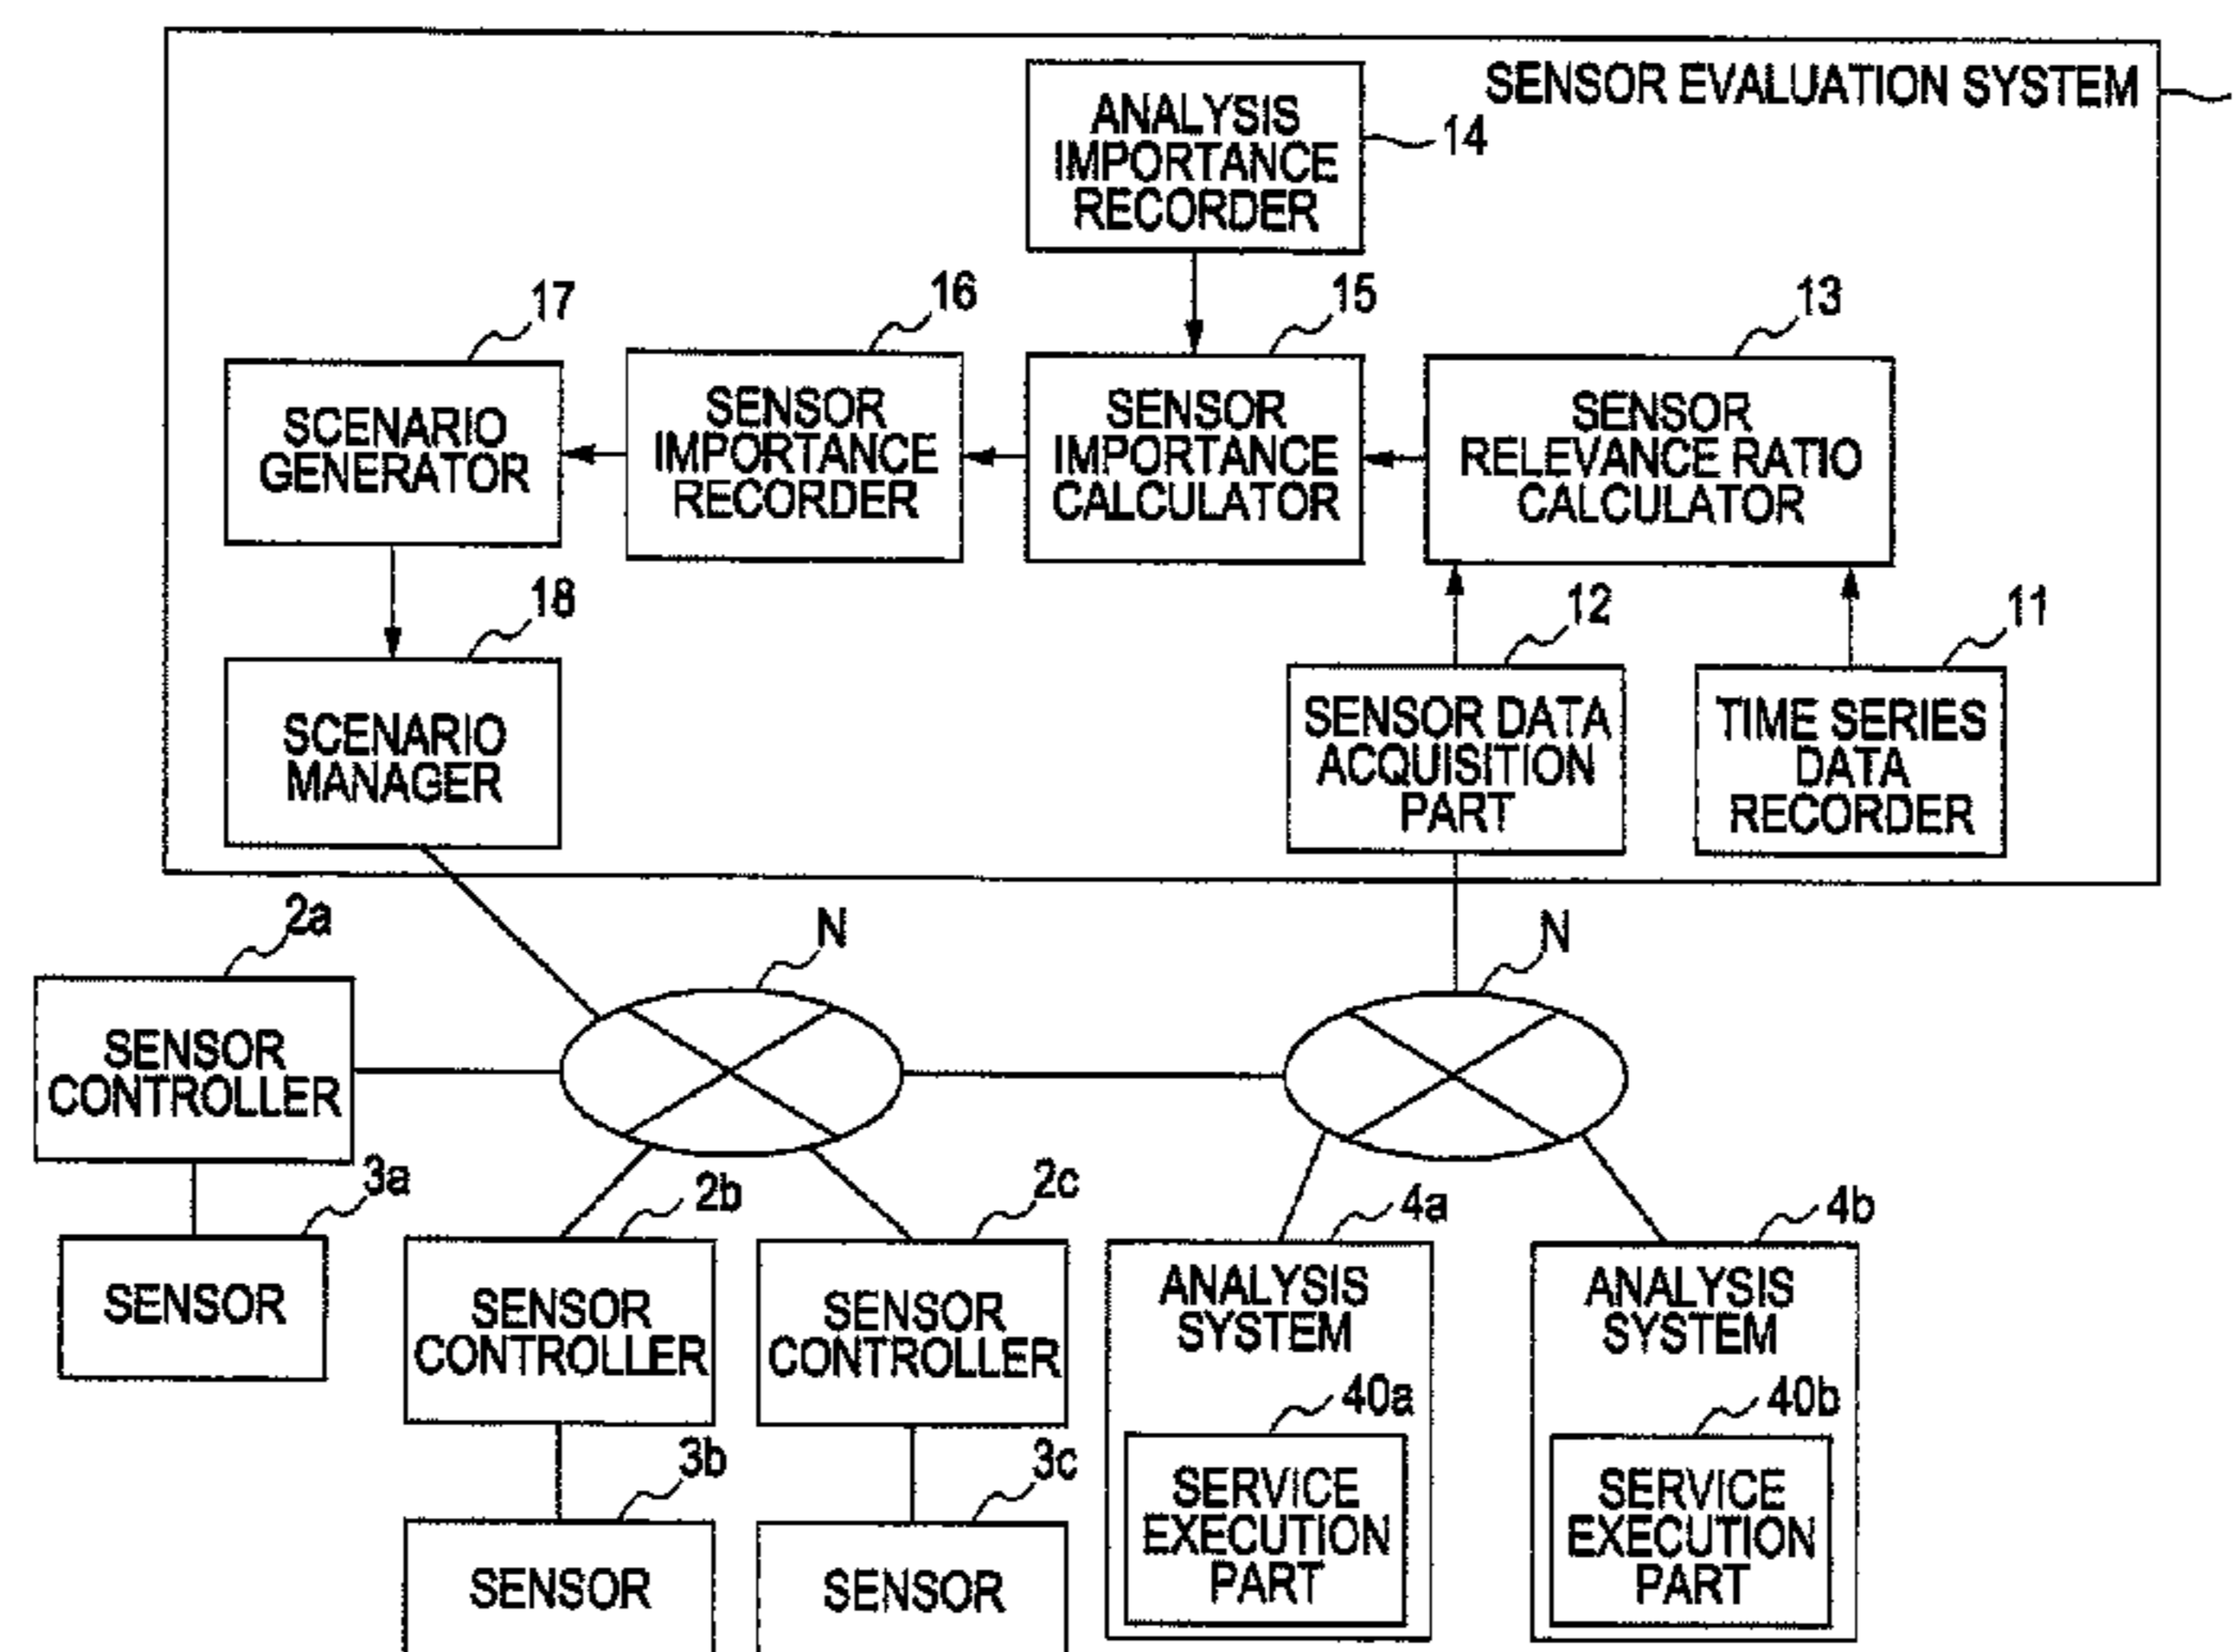 SENSOR EVALUATION SYSTEM
ANALYSIS
IMPORTANCE
RECORDER
14
17
16
15
13
SCENARIO
GENERATOR
SENSOR
IMPORTANCE
RECORDER
SENSOR
IMPORTANCE
CALCULATOR
SENSOR
RELEVANCE RATIO
CALCULATOR
18
12
11
SCENARIO
MANAGER
SENSOR DATA
ACQUISITION
PART
TIME SERIES
DATA
RECORDER
2a
N
N
SENSOR
CONTROLLER
3a
2b
2c
4a
4b
SENSOR
SENSOR
CONTROLLER
SENSOR
CONTROLLER
ANALYSIS
SYSTEM
ANALYSIS
SYSTEM
3b
3c
40a
40b
SENSOR
SENSOR
SERVICE
EXECUTION
PART
SERVICE
EXECUTION
PART